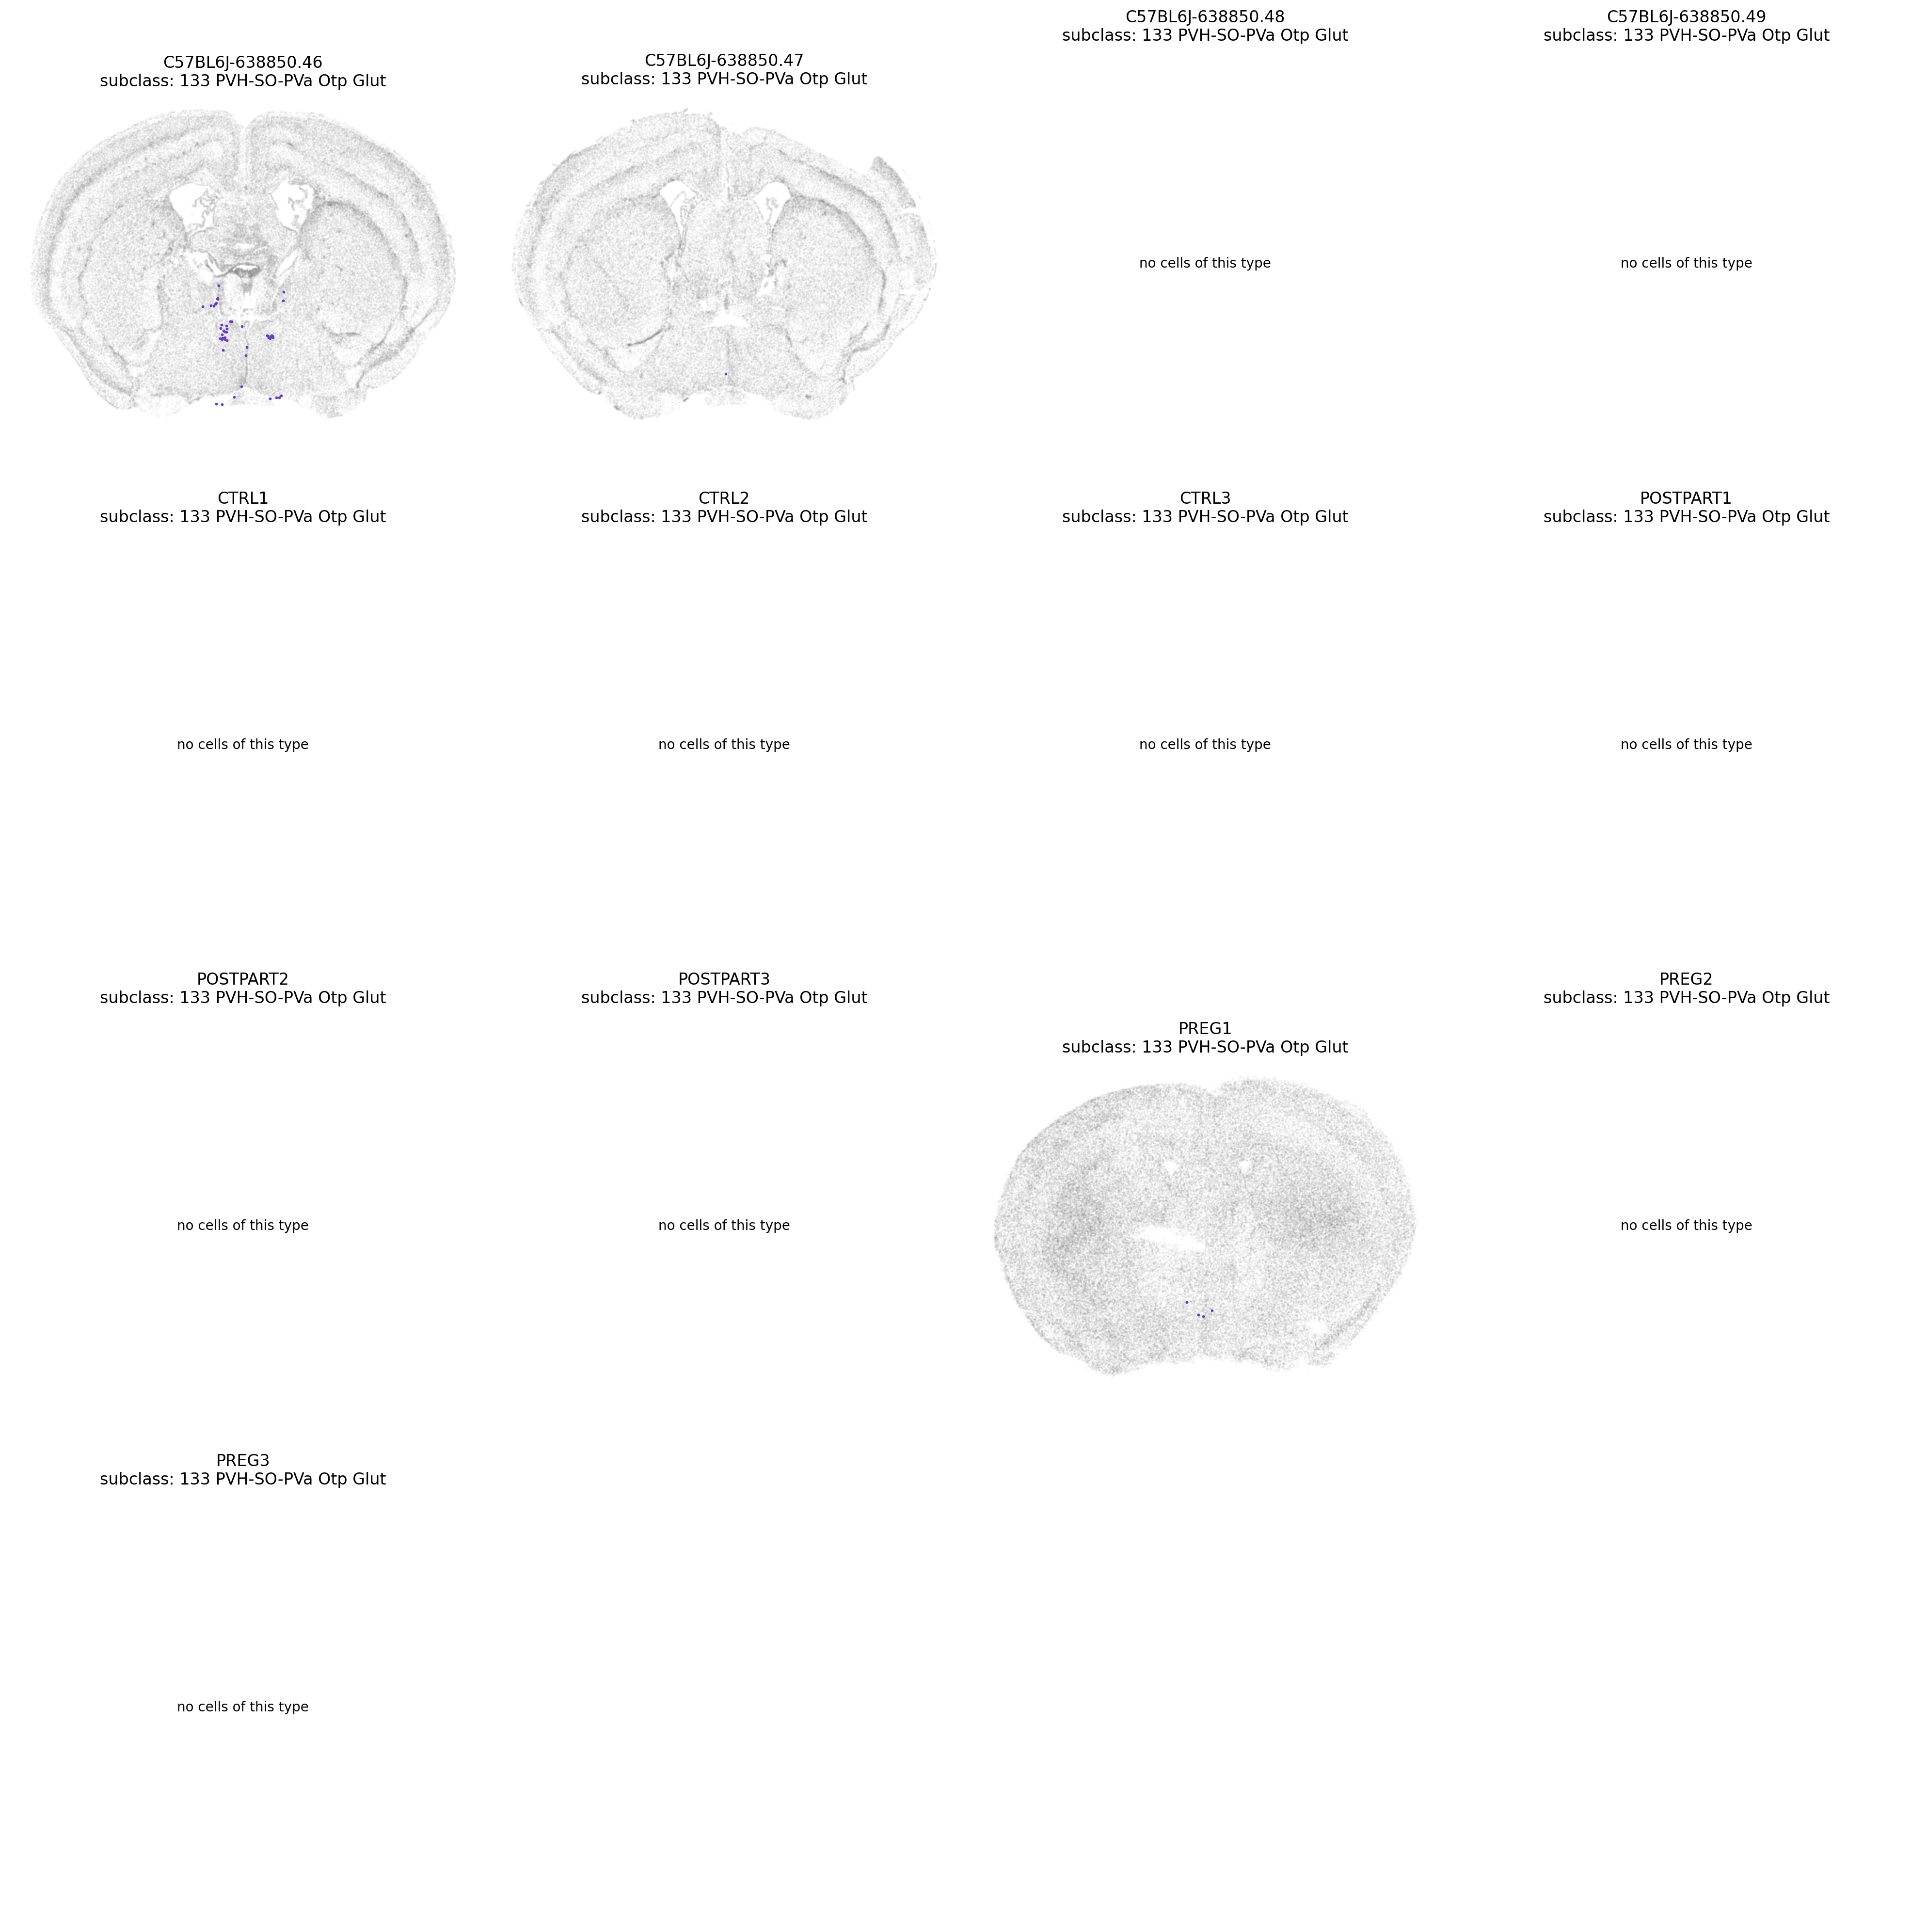 C57BL6J-638850.46
subclass: 133 PVH-SO-PVa Otp Glut
C57BL6J-638850.47
subclass: 133 PVH-SO-PVa Otp Glut
C57BL6J-638850.48
subclass: 133 PVH-SO-PVa Otp Glut
no cells of this type
C57BL6J-638850.49
subclass: 133 PVH-SO-PVa Otp Glut
no cells of this type
CTRL1
subclass: 133 PVH-SO-PVa Otp Glut
no cells of this type
CTRL2
subclass: 133 PVH-SO-PVa Otp Glut
no cells of this type
CTRL3
subclass: 133 PVH-SO-PVa Otp Glut
no cells of this type
POSTPART1
subclass: 133 PVH-SO-PVa Otp Glut
no cells of this type
POSTPART2
subclass: 133 PVH-SO-PVa Otp Glut
no cells of this type
POSTPART3
subclass: 133 PVH-SO-PVa Otp Glut
no cells of this type
PREG1
subclass: 133 PVH-SO-PVa Otp Glut
PREG2
subclass: 133 PVH-SO-PVa Otp Glut
no cells of this type
PREG3
subclass: 133 PVH-SO-PVa Otp Glut
no cells of this type